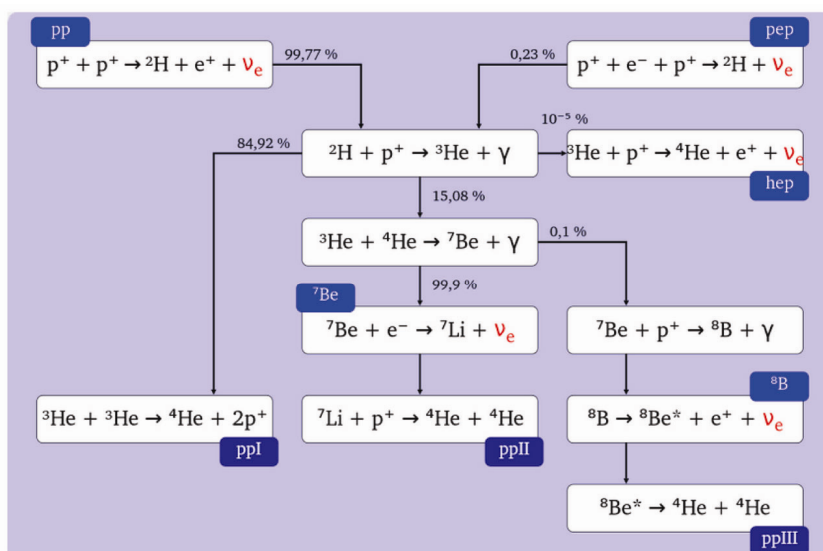 pp
p⁺ + p⁺ → ²H + e⁺ + νₑ
99,77 %
0,23 %
pep
p⁺ + e⁻ + p⁺ → ²H + νₑ
84,92 %
²H + p⁺ → ³He + γ
10⁻⁵ %
³He + p⁺ → ⁴He + e⁺ + νₑ
hep
15,08 %
³He + ⁴He → ⁷Be + γ
0,1 %
99,9 %
⁷Be
⁷Be + e⁻ → ⁷Li + νₑ
⁷Be + p⁺ → ⁸B + γ
³He + ³He → ⁴He + 2p⁺
ppI
⁷Li + p⁺ → ⁴He + ⁴He
ppII
⁸B
⁸B → ⁸Be* + e⁺ + νₑ
⁸Be* → ⁴He + ⁴He
ppIII